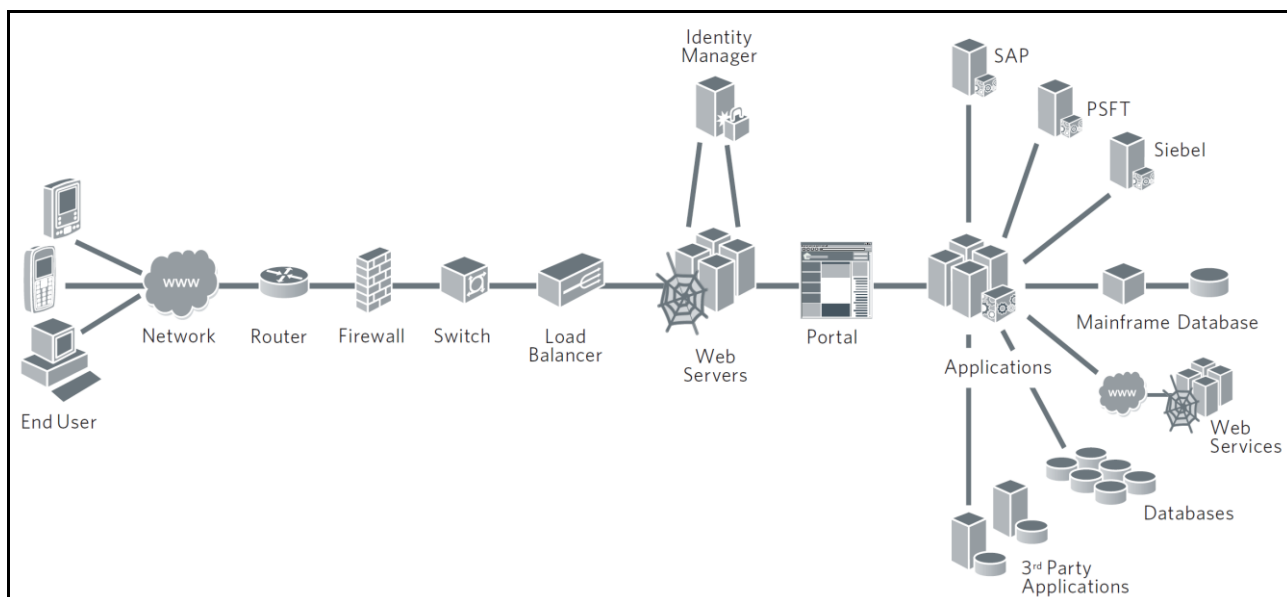 Identity
Manager
SAP
PSFT
Siebel
www
Network
Router
Firewall
Switch
Load
Balancer
Web
Servers
Portal
Applications
Mainframe
Database
End User
www
Web
Services
Databases
3rd Party
Applications